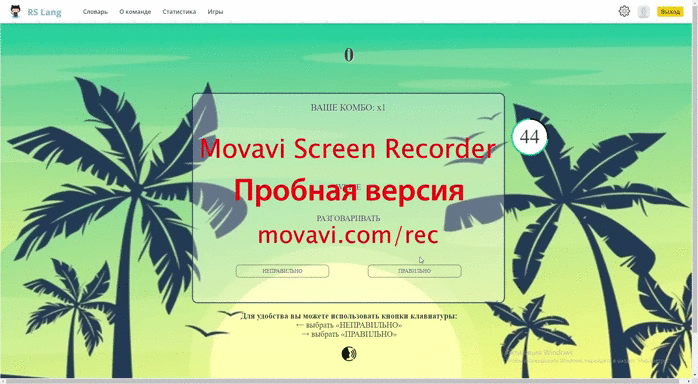 RS Lang
Словарь
О команде
Статистика
Игры
Выход
0
ВАШЕ КОМБО: x1
44
Movavi Screen Recorder
Пробная версия
РАЗГОВАРИВАТЬ
movavi.com/rec
НЕПРАВИЛЬНО
ПРАВИЛЬНО
Для удобства вы можете использовать кнопки клавиатуры:
← выбрать «НЕПРАВИЛЬНО»
→ выбрать «ПРАВИЛЬНО»
Windows